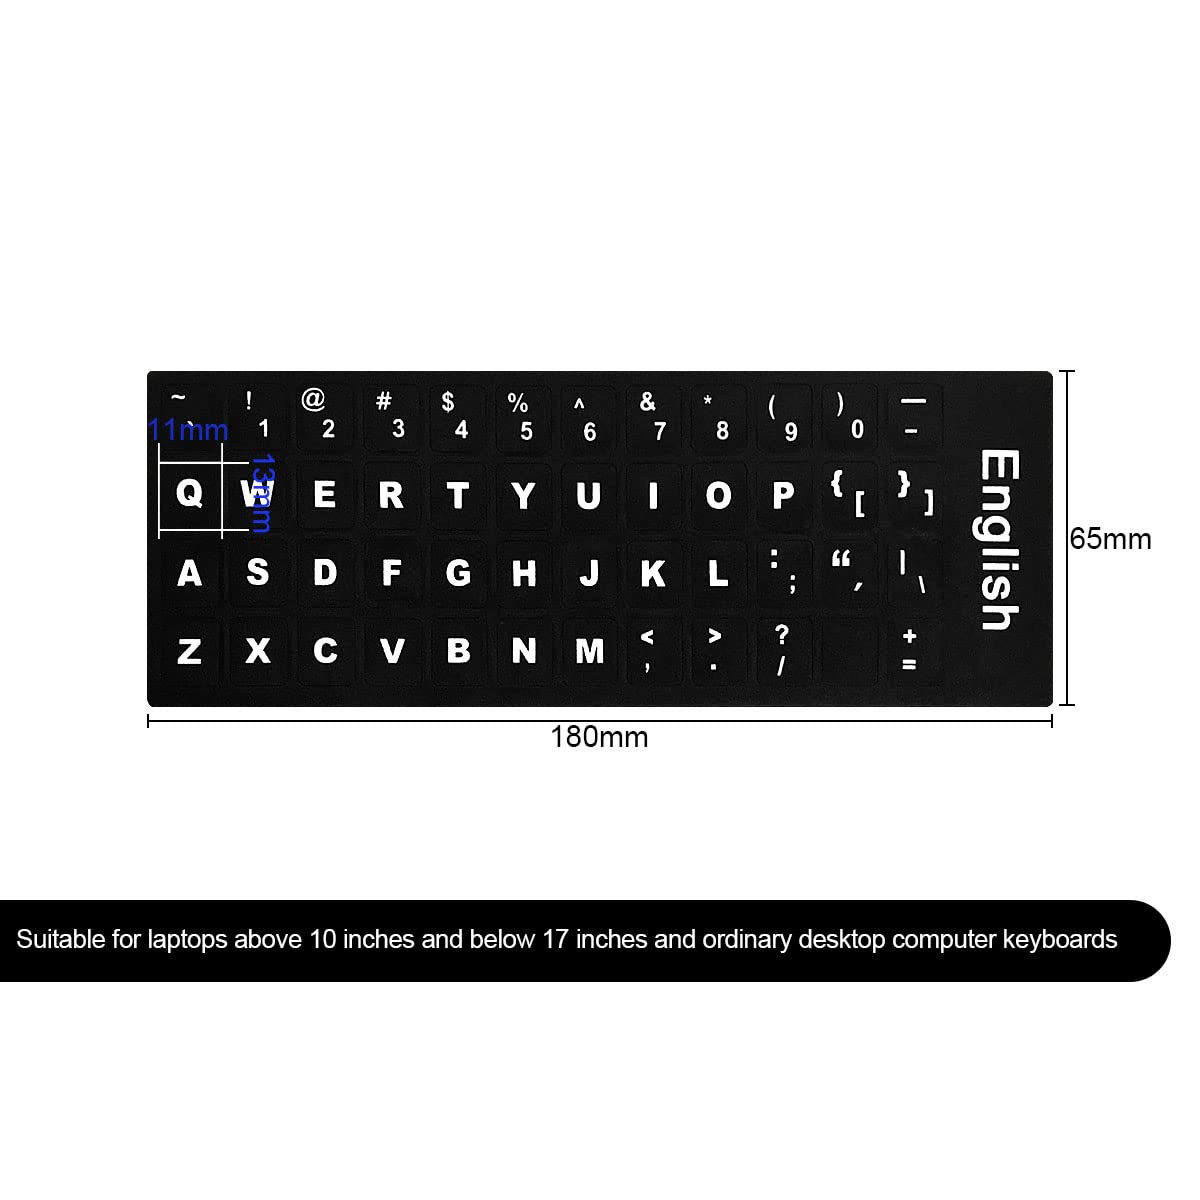 ~ ! @ # $ % ^ & * ( ) —
` 1 2 3 4 5 6 7 8 9 0 -
11mm
13mm
Q W E R T Y U I O P { [ } ]
A S D F G H J K L : ; “ ´ | \
Z X C V B N M < , > . ? / + =
English
65mm
180mm
Suitable for laptops above 10 inches and below 17 inches and ordinary desktop computer keyboards